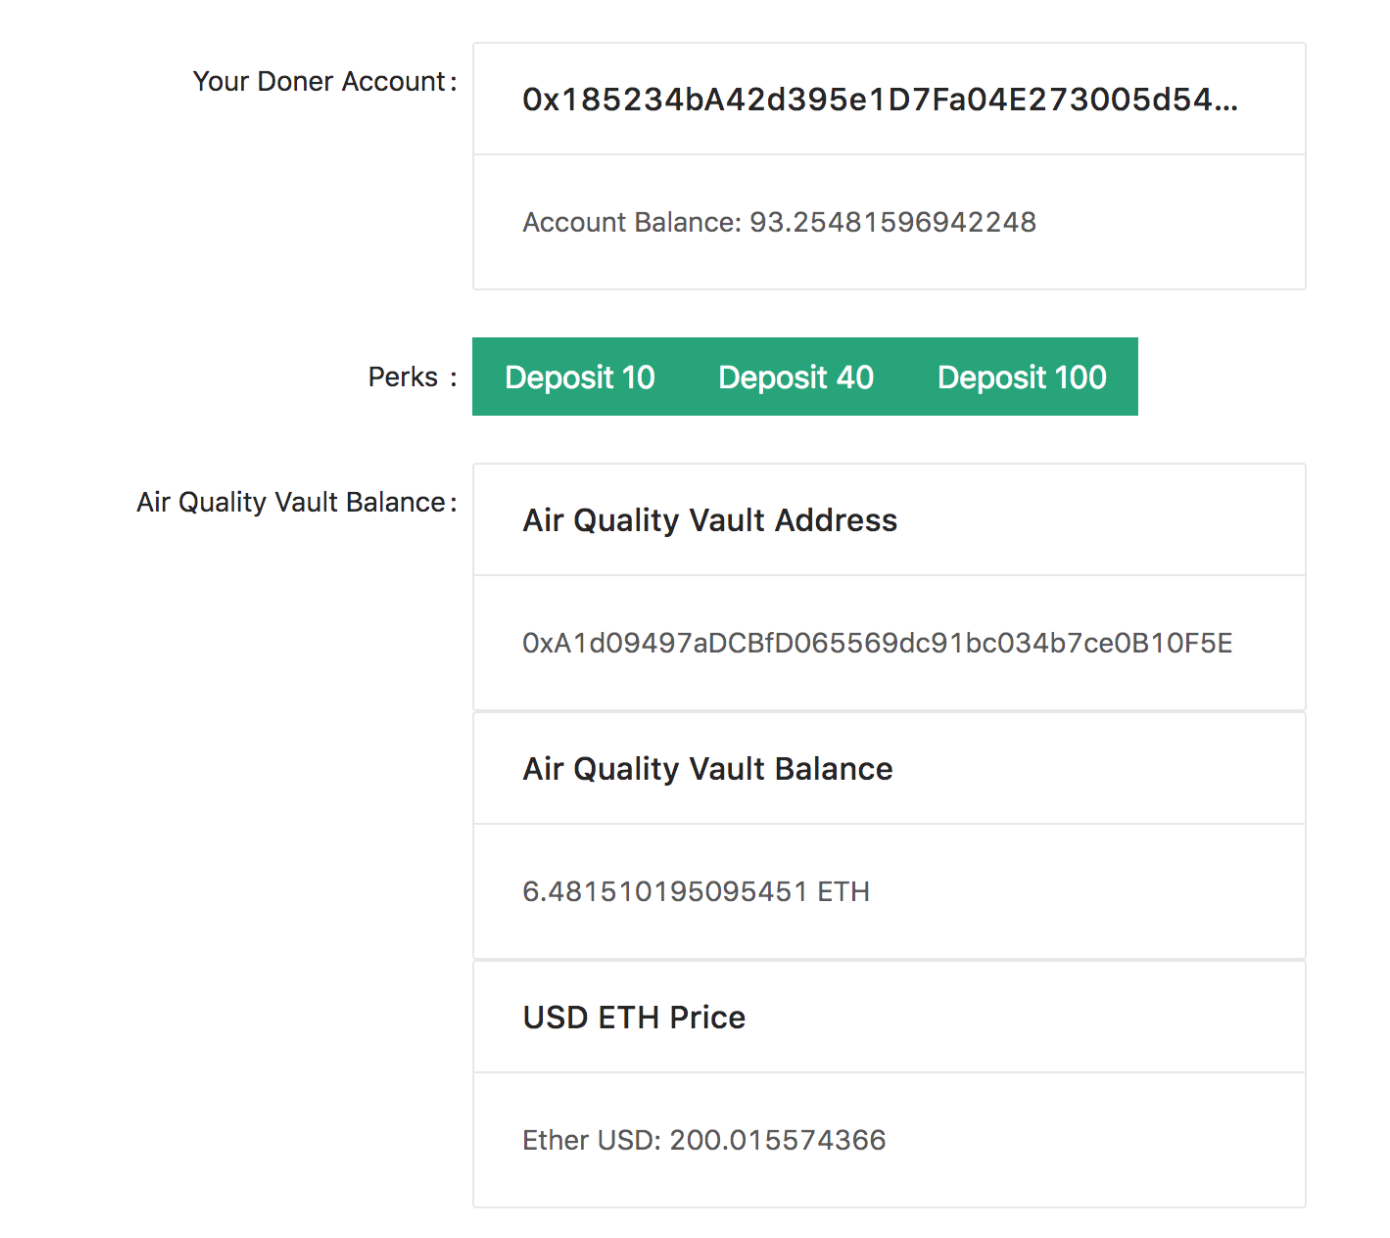 Your Doner Account :
0x185234bA42d395e1D7Fa04E273005d54...
Account Balance: 93.25481596942248
Perks :
Deposit 10 Deposit 40 Deposit 100
Air Quality Vault Balance :
Air Quality Vault Address
0xA1d09497aDCBfD065569dc91bc034b7ce0B10F5E
Air Quality Vault Balance
6.481510195095451 ETH
USD ETH Price
Ether USD: 200.015574366